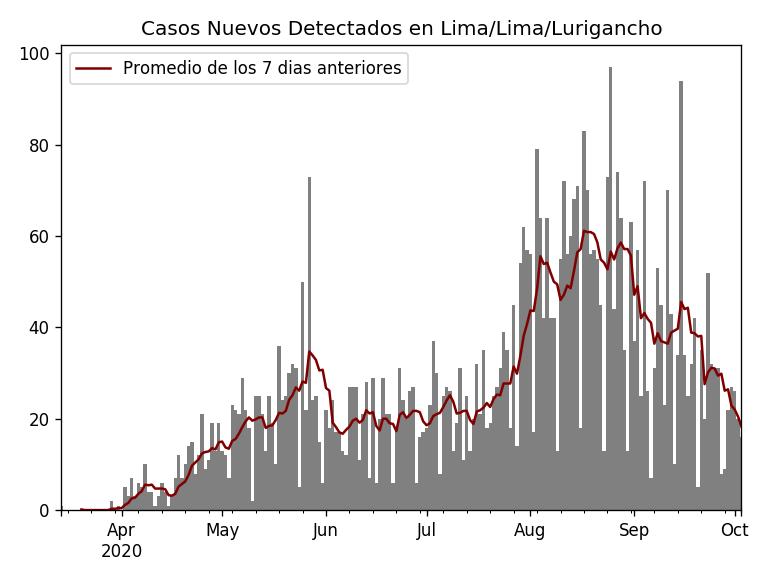 Casos Nuevos Detectados en Lima/Lima/Lurigancho
Promedio de los 7 dias anteriores
100
80
60
40
20
0
Apr May Jun Jul Aug Sep Oct
2020